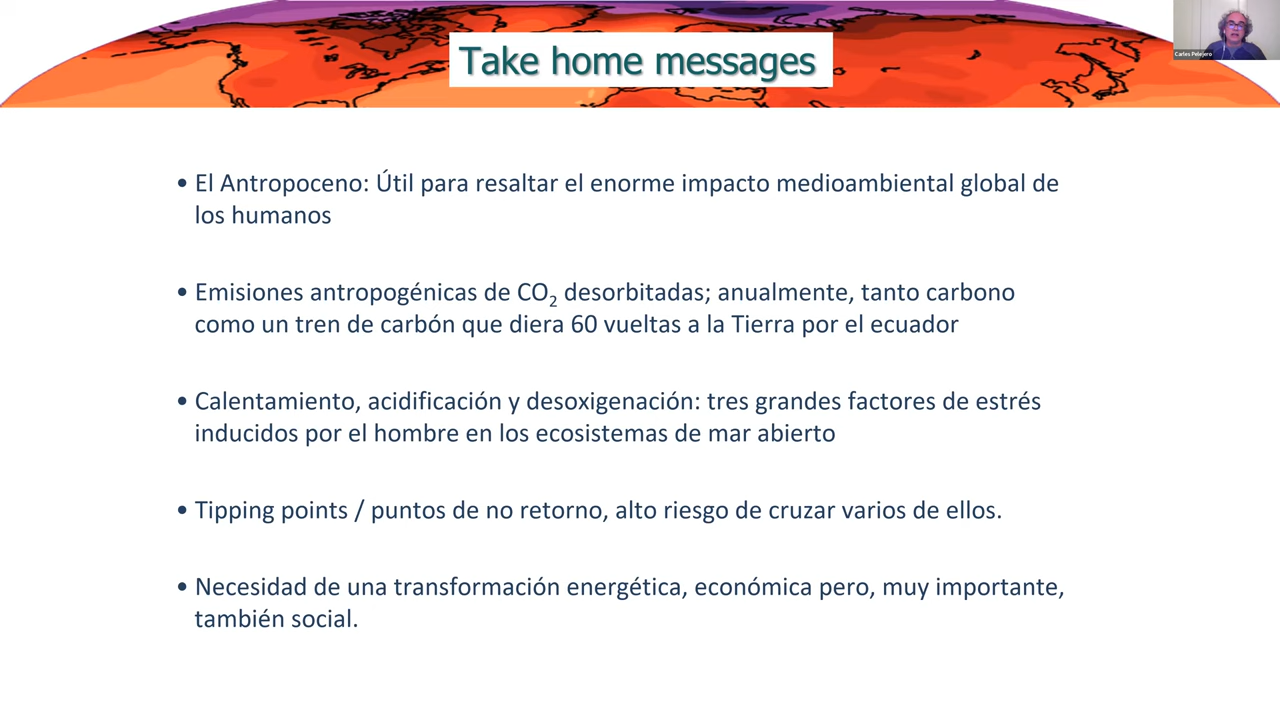 Take home messages
Carles Pelejero
• El Antropoceno: Útil para resaltar el enorme impacto medioambiental global de
los humanos
• Emisiones antropogénicas de CO₂ desorbitadas; anualmente, tanto carbono
como un tren de carbón que diera 60 vueltas a la Tierra por el ecuador
• Calentamiento, acidificación y desoxigenación: tres grandes factores de estrés
inducidos por el hombre en los ecosistemas de mar abierto
• Tipping points / puntos de no retorno, alto riesgo de cruzar varios de ellos.
• Necesidad de una transformación energética, económica pero, muy importante,
también social.